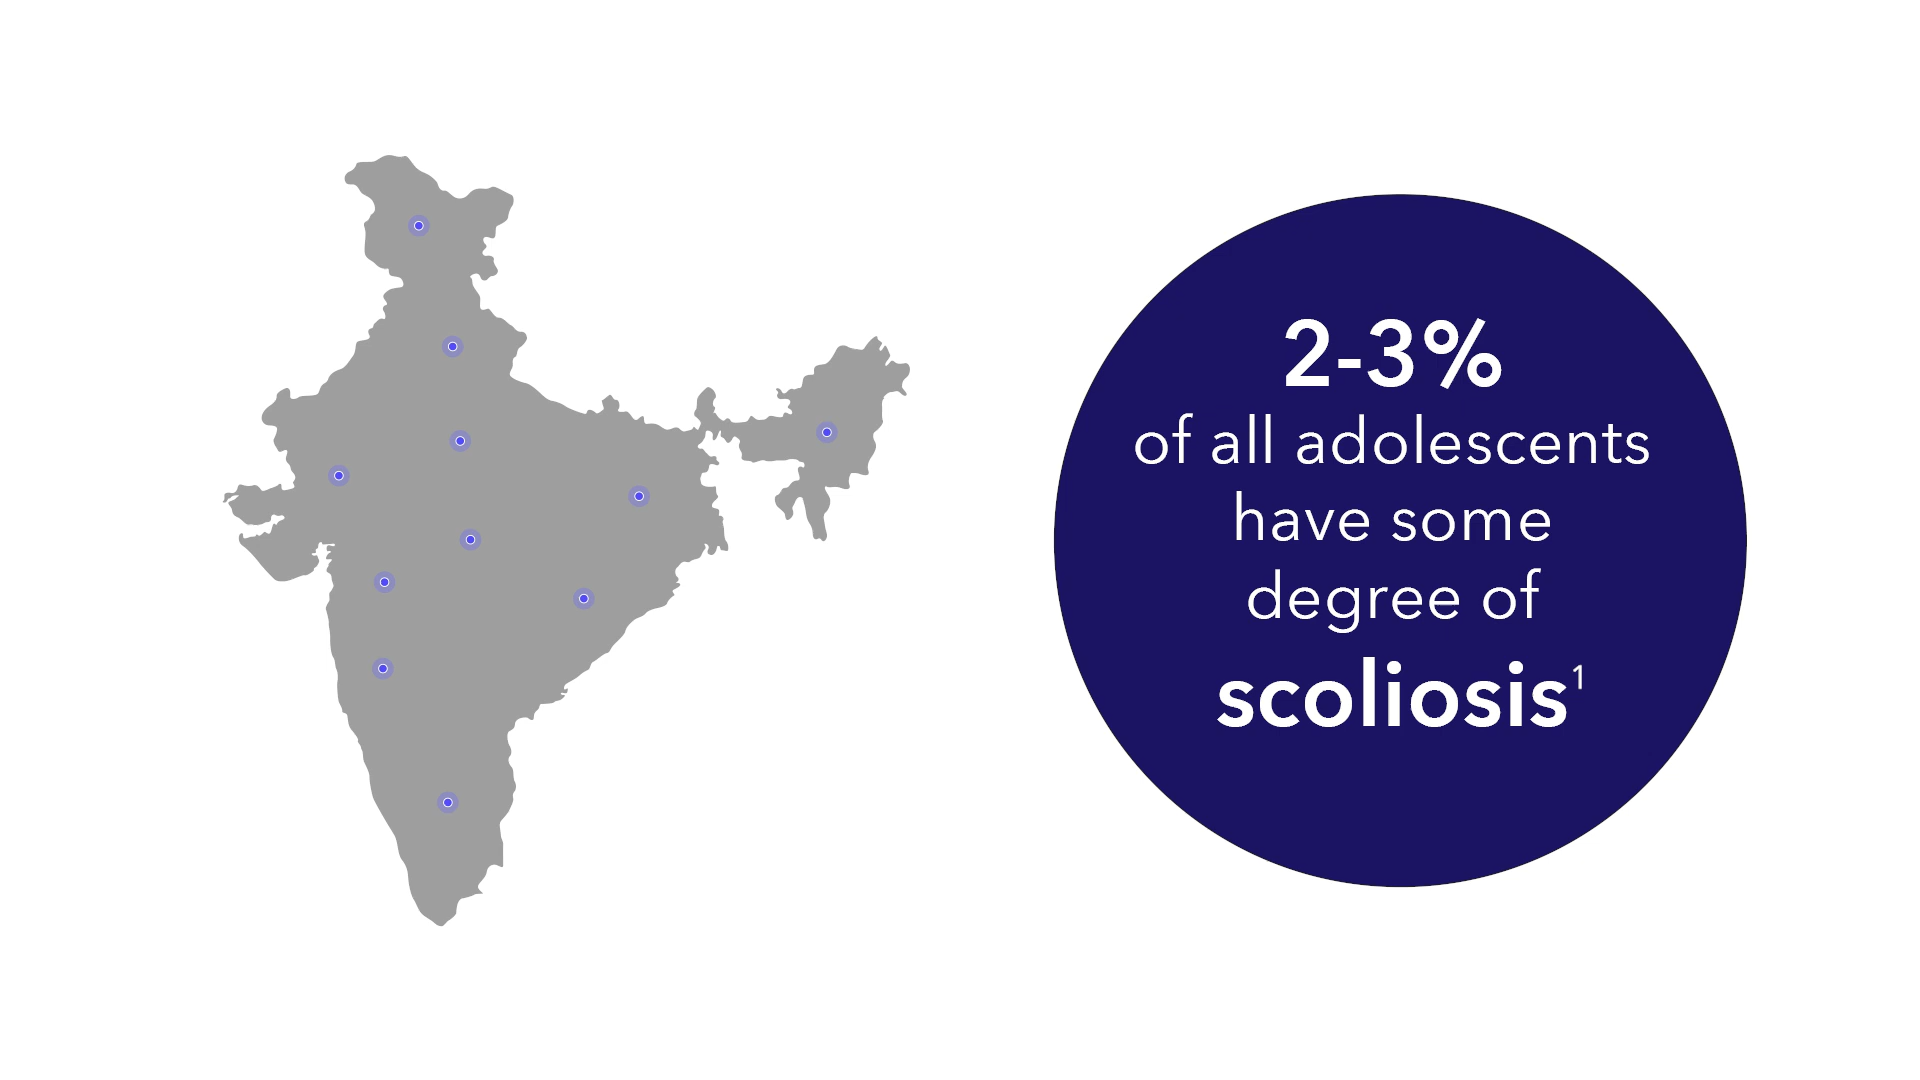 2-3%
of all adolescents
have some
degree of
scoliosis¹